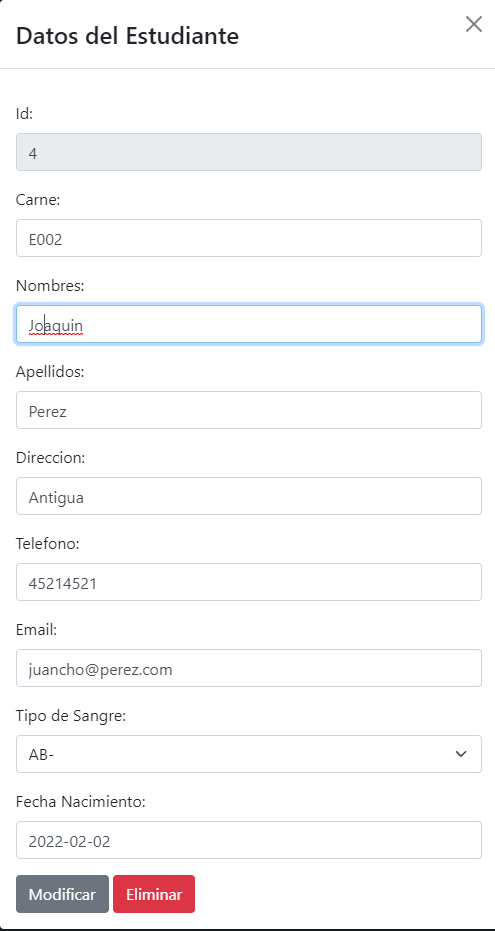 Datos del Estudiante
Id:
4
Carne:
E002
Nombres:
Joaquin
Apellidos:
Perez
Direccion:
Antigua
Telefono:
45214521
Email:
juancho@perez.com
Tipo de Sangre:
AB-
Fecha Nacimiento:
2022-02-02
Modificar Eliminar